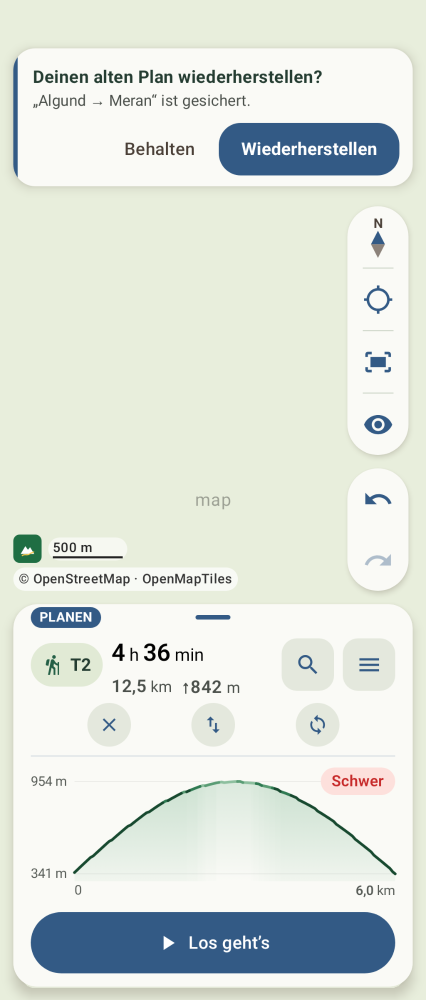 Deinen alten Plan wiederherstellen?
„Algund → Meran“ ist gesichert.
Behalten
Wiederherstellen
N
map
500 m
© OpenStreetMap · OpenMapTiles
PLANEN
T2
4 h 36 min
12,5 km ↑842 m
954 m
Schwer
341 m
0
6,0 km
Los geht’s